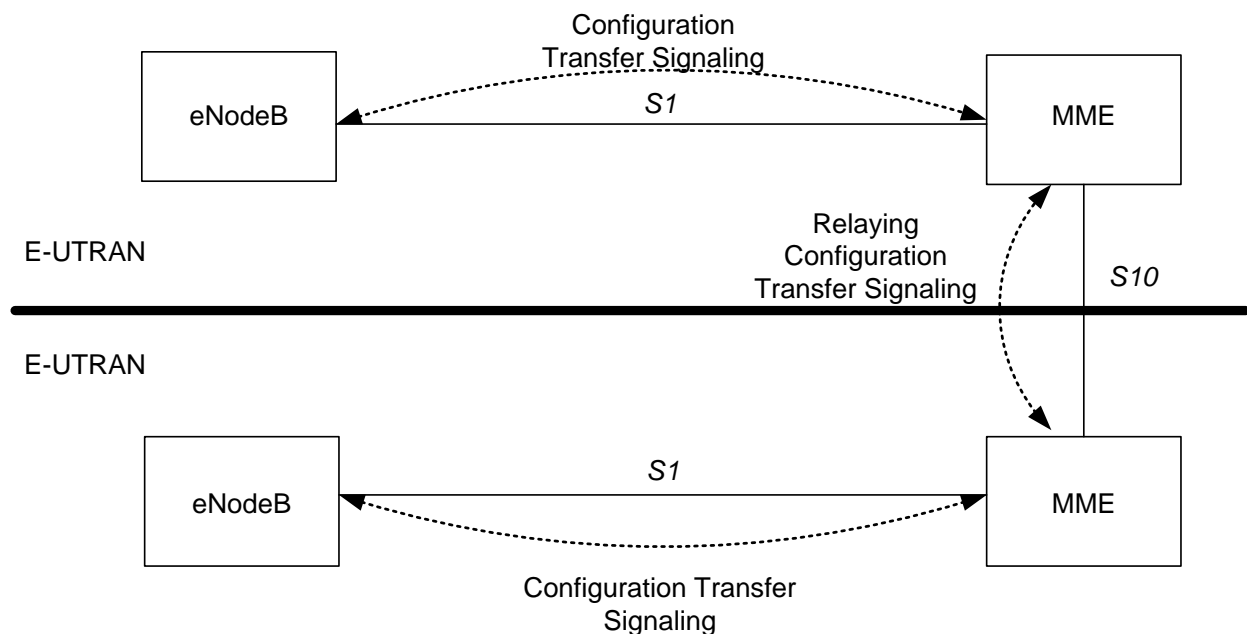 Configuration
Transfer Signaling
eNodeB
S1
MME
Relaying
Configuration
Transfer Signaling
E-UTRAN
S10
E-UTRAN
eNodeB
S1
MME
Configuration Transfer
Signaling